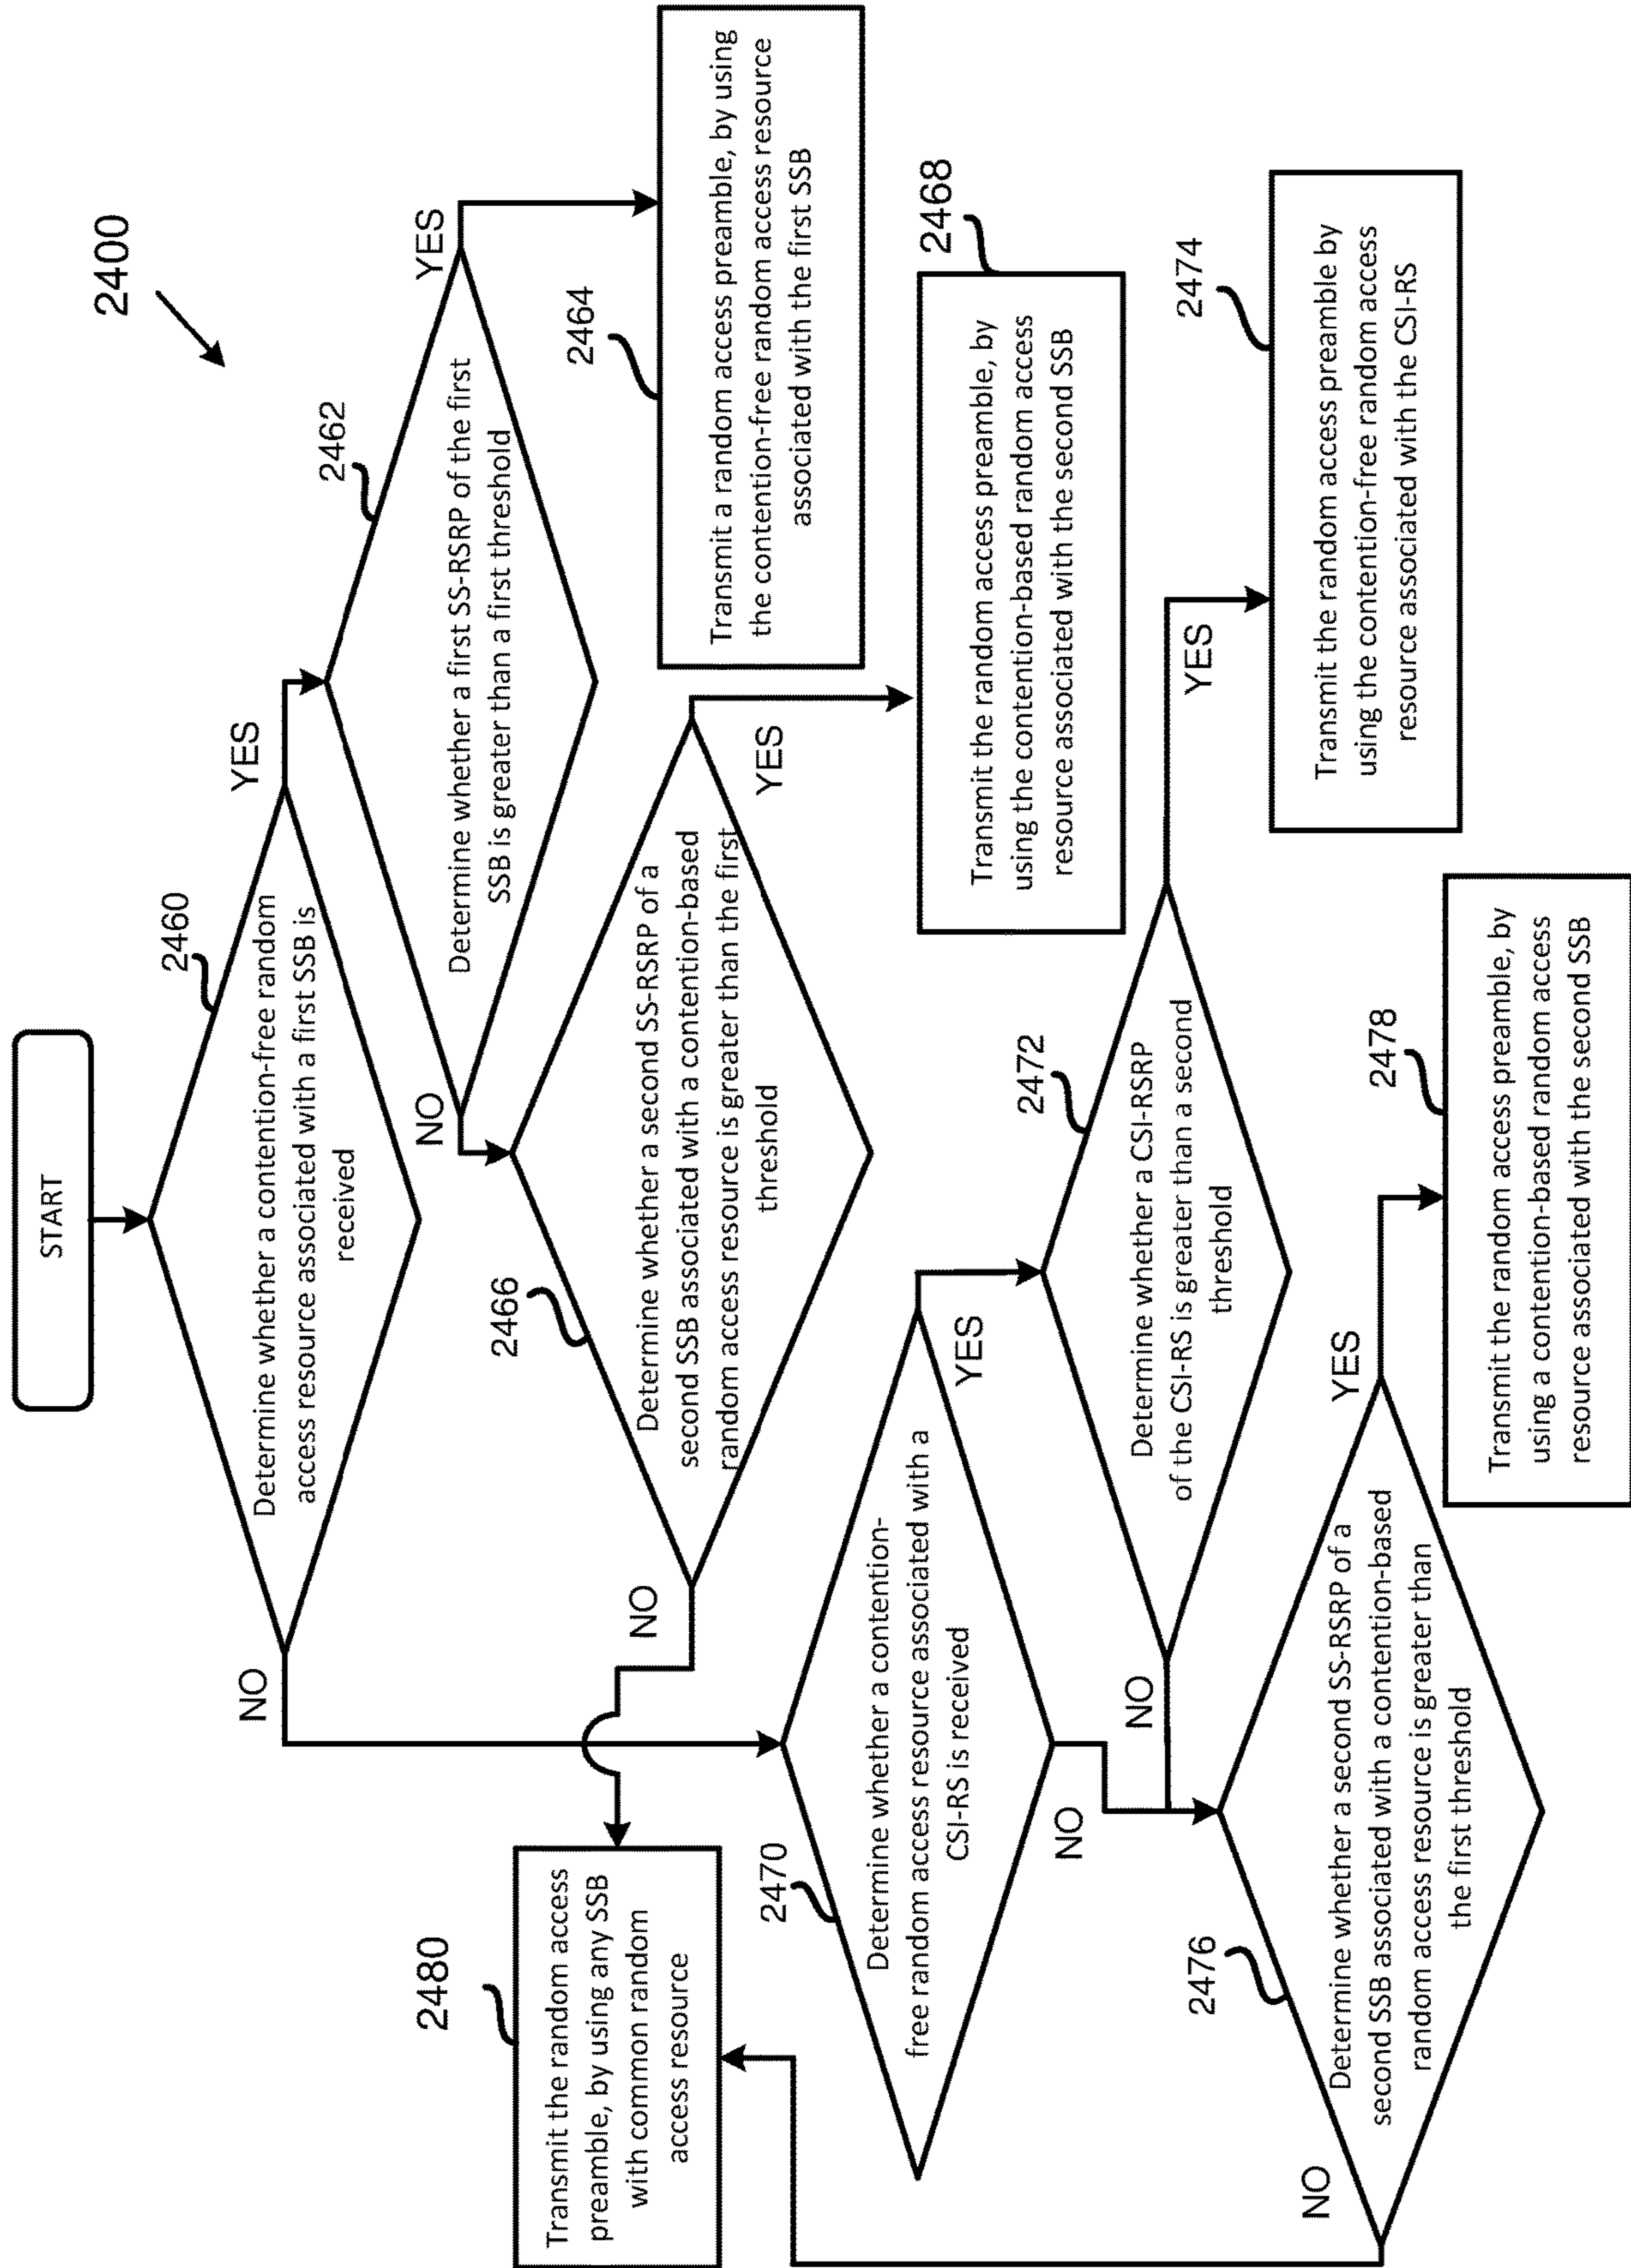 2400
START
2460
Determine whether a contention-free random
access resource associated with a first SSB is
received
YES
NO
2462
Determine whether a first SS-RSRP of the first
SSB is greater than a first threshold
YES
NO
2464
Transmit a random access preamble, by using
the contention-free random access resource
associated with the first SSB
2466
Determine whether a second SS-RSRP of a
second SSB associated with a contention-based
random access resource is greater than the first
threshold
YES
NO
2468
Transmit the random access preamble, by
using the contention-based random access
resource associated with the second SSB
2480
Transmit the random access
preamble, by using any SSB
with common random
access resource
2470
Determine whether a contention-
free random access resource associated with a
CSI-RS is received
YES
NO
2472
Determine whether a CSI-RSRP
of the CSI-RS is greater than a second
threshold
YES
NO
2474
Transmit the random access preamble by
using the contention-free random access
resource associated with the CSI-RS
2476
Determine whether a second SS-RSRP of a
second SSB associated with a contention-based
random access resource is greater than
the first threshold
YES
NO
2478
Transmit the random access preamble, by
using a contention-based random access
resource associated with the second SSB